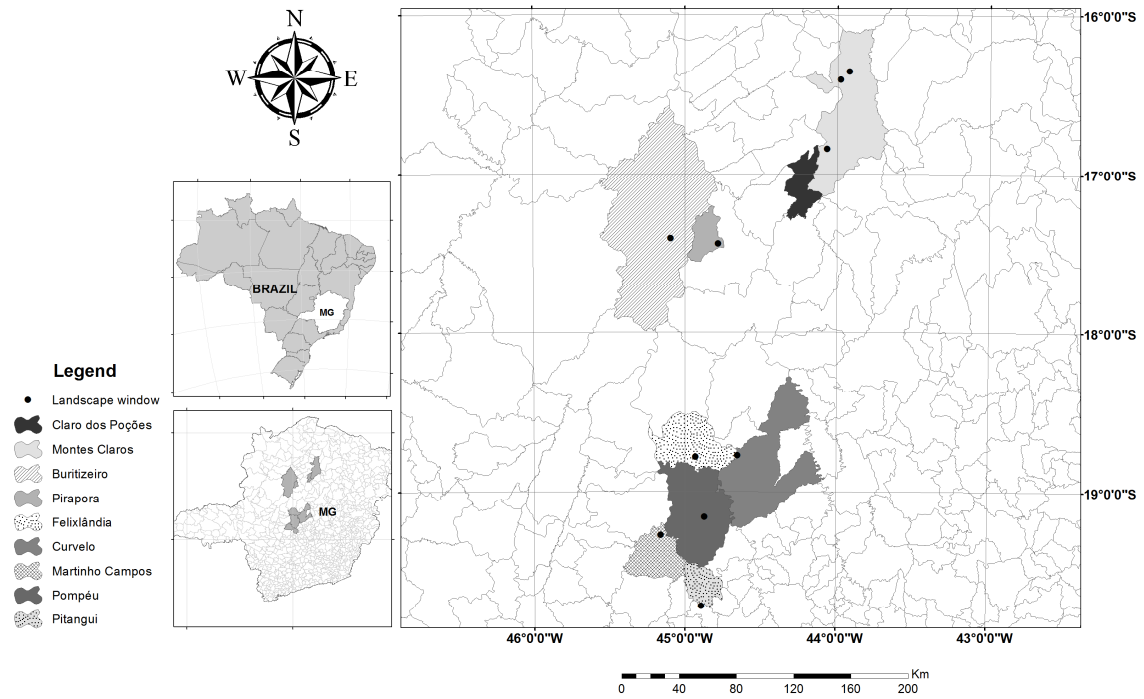 N
W E
S
BRAZIL
MG
MG
Legend
Landscape window
Claro dos Poções
Montes Claros
Buritizeiro
Pirapora
Felixlândia
Curvelo
Martinho Campos
Pompéu
Pitangui
16°0'0"S
17°0'0"S
18°0'0"S
19°0'0"S
46°0'0"W 45°0'0"W 44°0'0"W 43°0'0"W
Km
0 20 40 80 120 160 200